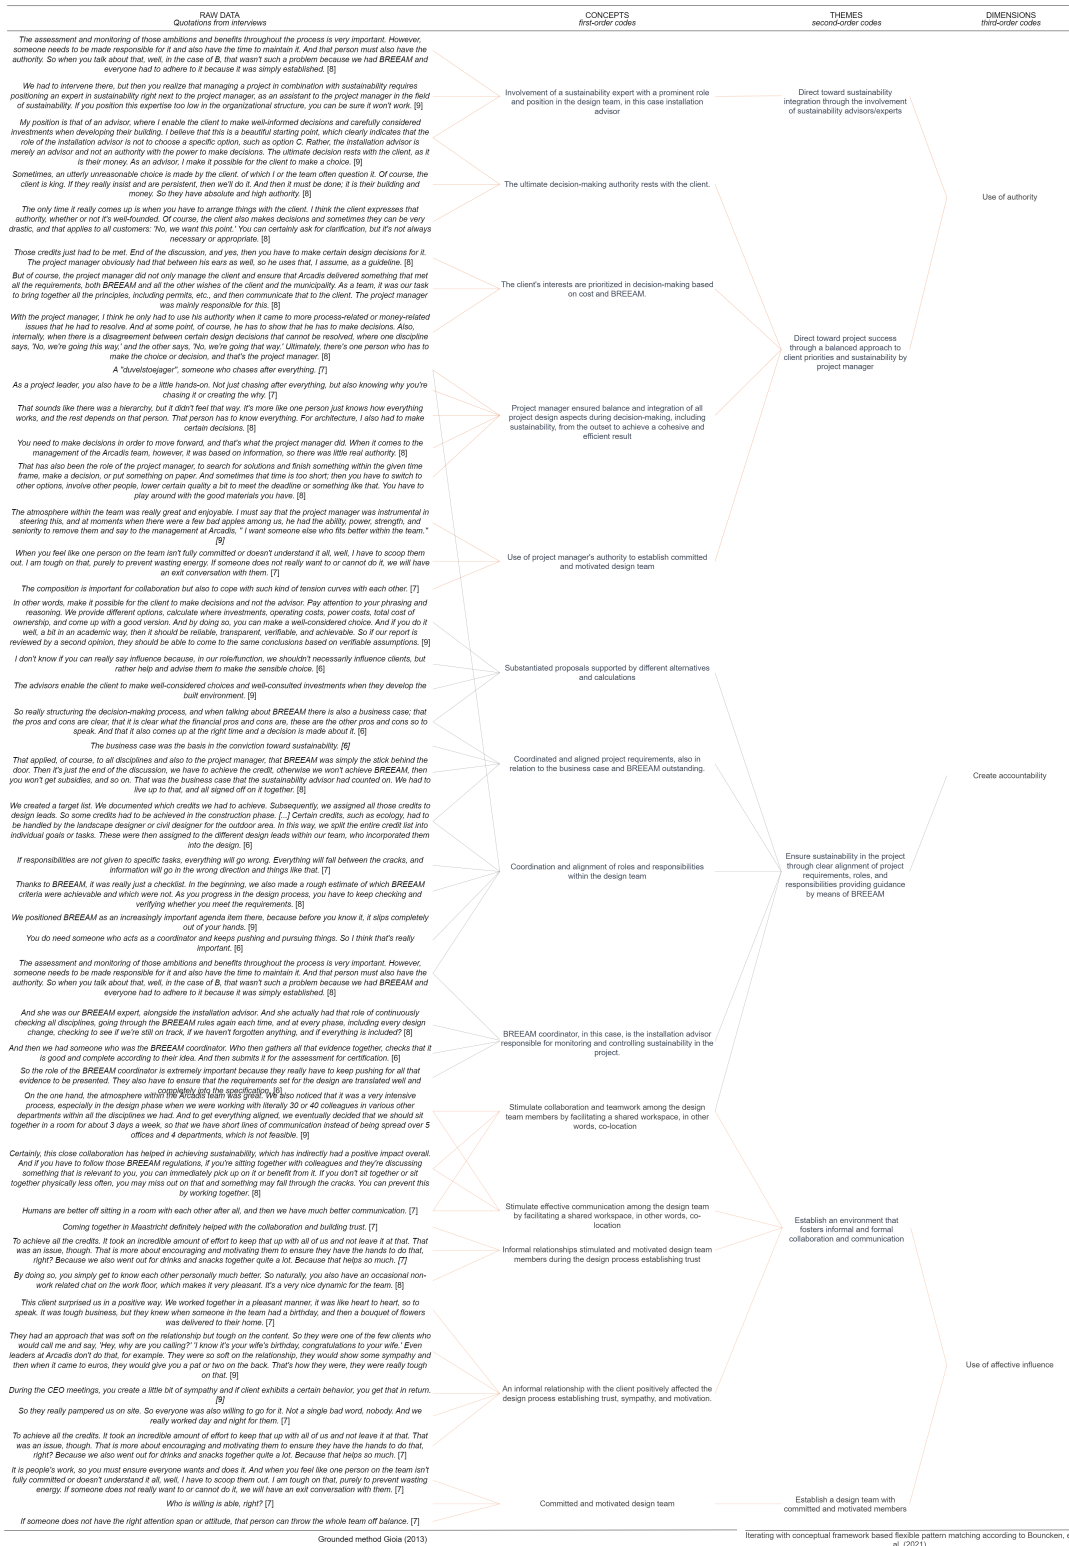 RAW DATA
Quotations from interviews
CONCEPTS
first-order codes
THEMES
second-order codes
DIMENSIONS
third-order codes
The assessment and monitoring of those ambitions and benefits throughout the process is very important. However,
someone needs to be made responsible for it and also have the time to maintain it. And that person must also have the
authority. So when you talk about that, well, in the case of B, that wasn't such a problem because we had BREEAM and
everyone had to adhere to it because it was simply established. [8]
We had to intervene there, but then you realize that managing a project in combination with sustainability requires
positioning an expert in sustainability right next to the project manager, as an assistant to the project manager in the field
of sustainability. If you position this expertise too low in the organizational structure, you can be sure it won't work. [9]
My position is that of an advisor, where I enable the client to make well-informed decisions and carefully considered
investments when developing their building. I believe that this is a beautiful starting point, which clearly indicates that the
role of the installation advisor is not to choose a specific option, such as option C. Rather, the installation advisor is
merely an advisor and not an authority with the power to make decisions. The ultimate decision rests with the client, as it
is their money. As an advisor, I make it possible for the client to make a choice. [9]
Sometimes, an utterly unreasonable choice is made by the client. of which I or the team often question it. Of course, the
client is king. If they really insist and are persistent, then we'll do it. And then it must be done; it is their building and
money. So they have absolute and high authority. [8]
The only time it really comes up is when you have to arrange things with the client. I think the client expresses that
authority, whether or not it's well-founded. Of course, the client also makes decisions and sometimes they can be very
drastic, and that applies to all customers: 'No, we want this point.' You can certainly ask for clarification, but it's not always
necessary or appropriate. [8]
Those credits just had to be met. End of the discussion, and yes, then you have to make certain design decisions for it.
The project manager obviously had that between his ears as well, so he uses that, I assume, as a guideline. [8]
But of course, the project manager did not only manage the client and ensure that Arcadis delivered something that met
all the requirements, both BREEAM and all the other wishes of the client and the municipality. As a team, it was our task
to bring together all the principles, including permits, etc., and then communicate that to the client. The project manager
was mainly responsible for this. [8]
With the project manager, I think he only had to use his authority when it came to more process-related or money-related
issues that he had to resolve. And at some point, of course, he has to show that he has to make decisions. Also,
internally, when there is a disagreement between certain design decisions that cannot be resolved, where one discipline
says, 'No, we're going this way,' and the other says, 'No, we're going that way.' Ultimately, there's one person who has to
make the choice or decision, and that's the project manager. [8]
A "duvelstoejager", someone who chases after everything. [7]
As a project leader, you also have to be a little hands-on. Not just chasing after everything, but also knowing why you're
chasing it or creating the why. [7]
That sounds like there was a hierarchy, but it didn't feel that way. It's more like one person just knows how everything
works, and the rest depends on that person. That person has to know everything. For architecture, I also had to make
certain decisions. [8]
You need to make decisions in order to move forward, and that's what the project manager did. When it comes to the
management of the Arcadis team, however, it was based on information, so there was little real authority. [8]
That has also been the role of the project manager, to search for solutions and finish something within the given time
frame, make a decision, or put something on paper. And sometimes that time is too short; then you have to switch to
other options, involve other people, lower certain quality a bit to meet the deadline or something like that. You have to
play around with the good materials you have. [8]
The atmosphere within the team was really great and enjoyable. I must say that the project manager was instrumental in
steering this, and at moments when there were a few bad apples among us, he had the ability, power, strength, and
seniority to remove them and say to the management at Arcadis, " I want someone else who fits better within the team."
[9]
When you feel like one person on the team isn't fully committed or doesn't understand it all, well, I have to scoop them
out. I am tough on that, purely to prevent wasting energy. If someone does not really want to or cannot do it, we will have
an exit conversation with them. [7]
The composition is important for collaboration but also to cope with such kind of tension curves with each other. [7]
In other words, make it possible for the client to make decisions and not the advisor. Pay attention to your phrasing and
reasoning. We provide different options, calculate where investments, operating costs, power costs, total cost of
ownership, and come up with a good version. And by doing so, you can make a well-considered choice. And if you do it
well, a bit in an academic way, then it should be reliable, transparent, verifiable, and achievable. So if our report is
reviewed by a second opinion, they should be able to come to the same conclusions based on verifiable assumptions. [9]
I don't know if you can really say influence because, in our role/function, we shouldn't necessarily influence clients, but
rather help and advise them to make the sensible choice. [6]
The advisors enable the client to make well-considered choices and well-consulted investments when they develop the
built environment. [9]
So really structuring the decision-making process, and when talking about BREEAM there is also a business case; that
the pros and cons are clear, that it is clear what the financial pros and cons are, these are the other pros and cons so to
speak. And that it also comes up at the right time and a decision is made about it. [6]
The business case was the basis in the conviction toward sustainability. [6]
That applied, of course, to all disciplines and also to the project manager, that BREEAM was simply the stick behind the
door. Then it's just the end of the discussion, we have to achieve the credit, otherwise we won't achieve BREEAM, then
you won't get subsidies, and so on. That was the business case that the sustainability advisor had counted on. We had to
live up to that, and all signed off on it together. [8]
We created a target list. We documented which credits we had to achieve. Subsequently, we assigned all those credits to
design leads. So some credits had to be achieved in the construction phase. [...] Certain credits, such as ecology, had to
be handled by the landscape designer or civil designer for the outdoor area. In this way, we split the entire credit list into
individual goals or tasks. These were then assigned to the different design leads within our team, who incorporated them
into the design. [6]
If responsibilities are not given to specific tasks, everything will go wrong. Everything will fall between the cracks, and
information will go in the wrong direction and things like that. [7]
Thanks to BREEAM, it was really just a checklist. In the beginning, we also made a rough estimate of which BREEAM
criteria were achievable and which were not. As you progress in the design process, you have to keep checking and
verifying whether you meet the requirements. [8]
We positioned BREEAM as an increasingly important agenda item there, because before you know it, it slips completely
out of your hands. [9]
You do need someone who acts as a coordinator and keeps pushing and pursuing things. So I think that's really
important. [6]
The assessment and monitoring of those ambitions and benefits throughout the process is very important. However,
someone needs to be made responsible for it and also have the time to maintain it. And that person must also have the
authority. So when you talk about that, well, in the case of B, that wasn't such a problem because we had BREEAM and
everyone had to adhere to it because it was simply established. [8]
And she was our BREEAM expert, alongside the installation advisor. And she actually had that role of continuously
checking all disciplines, going through the BREEAM rules again each time, and at every phase, including every design
change, checking to see if we're still on track, if we haven't forgotten anything, and if everything is included? [8]
And then we had someone who was the BREEAM coordinator. Who then gathers all that evidence together, checks that it
is good and complete according to their idea. And then submits it for the assessment for certification. [6]
So the role of the BREEAM coordinator is extremely important because they really have to keep pushing for all that
evidence to be presented. They also have to ensure that the requirements set for the design are translated well and
completely into the specification. [6]
On the one hand, the atmosphere within the Arcadis team was great. We also noticed that it was a very intensive
process, especially in the design phase when we were working with literally 30 or 40 colleagues in various other
departments within all the disciplines we had. And to get everything aligned, we eventually decided that we should sit
together in a room for about 3 days a week, so that we have short lines of communication instead of being spread over 5
offices and 4 departments, which is not feasible. [9]
Certainly, this close collaboration has helped in achieving sustainability, which has indirectly had a positive impact overall.
And if you have to follow those BREEAM regulations, if you're sitting together with colleagues and they're discussing
something that is relevant to you, you can immediately pick up on it or benefit from it. If you don't sit together or sit
together physically less often, you may miss out on that and something may fall through the cracks. You can prevent this
by working together. [8]
Humans are better off sitting in a room with each other after all, and then we have much better communication. [7]
Coming together in Maastricht definitely helped with the collaboration and building trust. [7]
To achieve all the credits. It took an incredible amount of effort to keep that up with all of us and not leave it at that. That
was an issue, though. That is more about encouraging and motivating them to ensure they have the hands to do that,
right? Because we also went out for drinks and snacks together quite a lot. Because that helps so much. [7]
By doing so, you simply get to know each other personally much better. So naturally, you also have an occasional non-
work related chat on the work floor, which makes it very pleasant. It's a very nice dynamic for the team. [8]
This client surprised us in a positive way. We worked together in a pleasant manner, it was like heart to heart, so to
speak. It was tough business, but they knew when someone in the team had a birthday, and then a bouquet of flowers
was delivered to their home. [7]
They had an approach that was soft on the relationship but tough on the content. So they were one of the few clients who
would call me and say, 'Hey, why are you calling?' 'I know it's your wife's birthday, congratulations to your wife.' Even
leaders at Arcadis don't do that, for example. They were so soft on the relationship, they would show some sympathy and
then when it came to euros, they would give you a pat or two on the back. That's how they were, they were really tough
on that. [9]
During the CEO meetings, you create a little bit of sympathy and if client exhibits a certain behavior, you get that in return.
[9]
So they really pampered us on site. So everyone was also willing to go for it. Not a single bad word, nobody. And we
really worked day and night for them. [7]
To achieve all the credits. It took an incredible amount of effort to keep that up with all of us and not leave it at that. That
was an issue, though. That is more about encouraging and motivating them to ensure they have the hands to do that,
right? Because we also went out for drinks and snacks together quite a lot. Because that helps so much. [7]
It is people's work, so you must ensure everyone wants and does it, And when you feel like one person on the team isn't
fully committed or doesn't understand it all, well, I have to scoop them out. I am tough on that, purely to prevent wasting
energy. If someone does not really want to or cannot do it, we will have an exit conversation with them. [7]
Who is willing is able, right? [7]
If someone does not have the right attention span or attitude, that person can throw the whole team off balance. [7]
Involvement of a sustainability expert with a prominent role
and position in the design team, in this case installation
advisor
The ultimate decision-making authority rests with the client.
The client's interests are prioritized in decision-making based
on cost and BREEAM.
Project manager ensured balance and integration of all
project design aspects during decision-making, including
sustainability, from the outset to achieve a cohesive and
efficient result
Use of project manager's authority to establish committed
and motivated design team
Substantiated proposals supported by different alternatives
and calculations
Coordinated and aligned project requirements, also in
relation to the business case and BREEAM outstanding.
Coordination and alignment of roles and responsibilities
within the design team
BREEAM coordinator, in this case, is the installation advisor
responsible for monitoring and controlling sustainability in the
project.
Stimulate collaboration and teamwork among the design
team members by facilitating a shared workspace, in other
words, co-location
Stimulate effective communication among the design team
by facilitating a shared workspace, in other words, co-
location
Informal relationships stimulated and motivated design team
members during the design process establishing trust
An informal relationship with the client positively affected the
design process establishing trust, sympathy, and motivation.
Committed and motivated design team
Direct toward sustainability
integration through the involvement
of sustainability advisors/experts
Direct toward project success
through a balanced approach to
client priorities and sustainability by
project manager
Ensure sustainability in the project
through clear alignment of project
requirements, roles, and
responsibilities providing guidance
by means of BREEAM
Establish an environment that
fosters informal and formal
collaboration and communication
Establish a design team with
committed and motivated members
Use of authority
Create accountability
Use of affective influence
Grounded method Gioia (2013)
Iterating with conceptual framework based flexible pattern matching according to Bouncken, e
al. (2021)